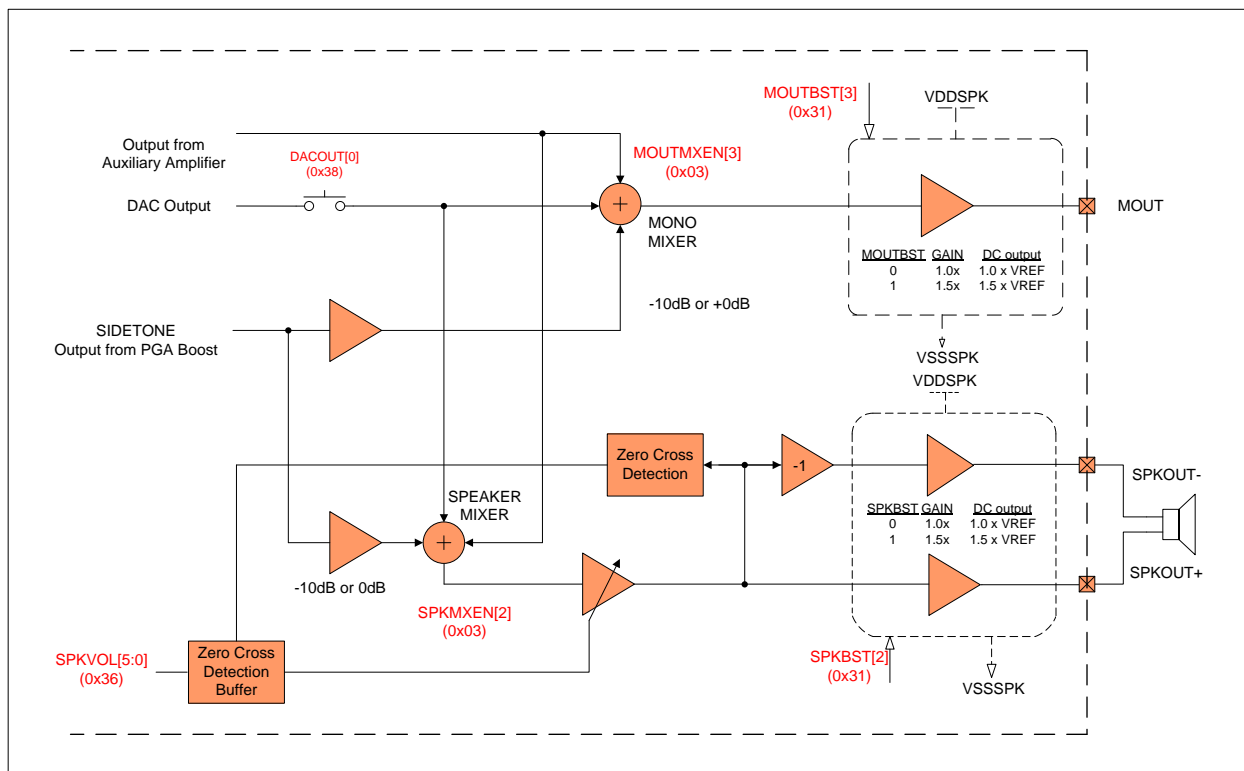 MOUTBST[3]
(0x31)
VDDSPK
Output from
Auxiliary Amplifier
DACOUT[0]
(0x38)
MOUTMXEN[3]
(0x03)
DAC Output
+
MONO
MIXER
MOUT
MOUTBST GAIN DC output
0 1.0x 1.0 x VREF
1 1.5x 1.5 x VREF
-10dB or +0dB
SIDETONE
Output from PGA Boost
VSSSPK
VDDSPK
Zero Cross
Detection
-1
SPKOUT-
SPEAKER
MIXER
+
SPKBST GAIN DC output
0 1.0x 1.0 x VREF
1 1.5x 1.5 x VREF
-10dB or 0dB
SPKOUT+
SPKMXEN[2]
(0x03)
SPKVOL[5:0]
(0x36)
Zero Cross
Detection
Buffer
SPKBST[2]
(0x31)
VSSSPK